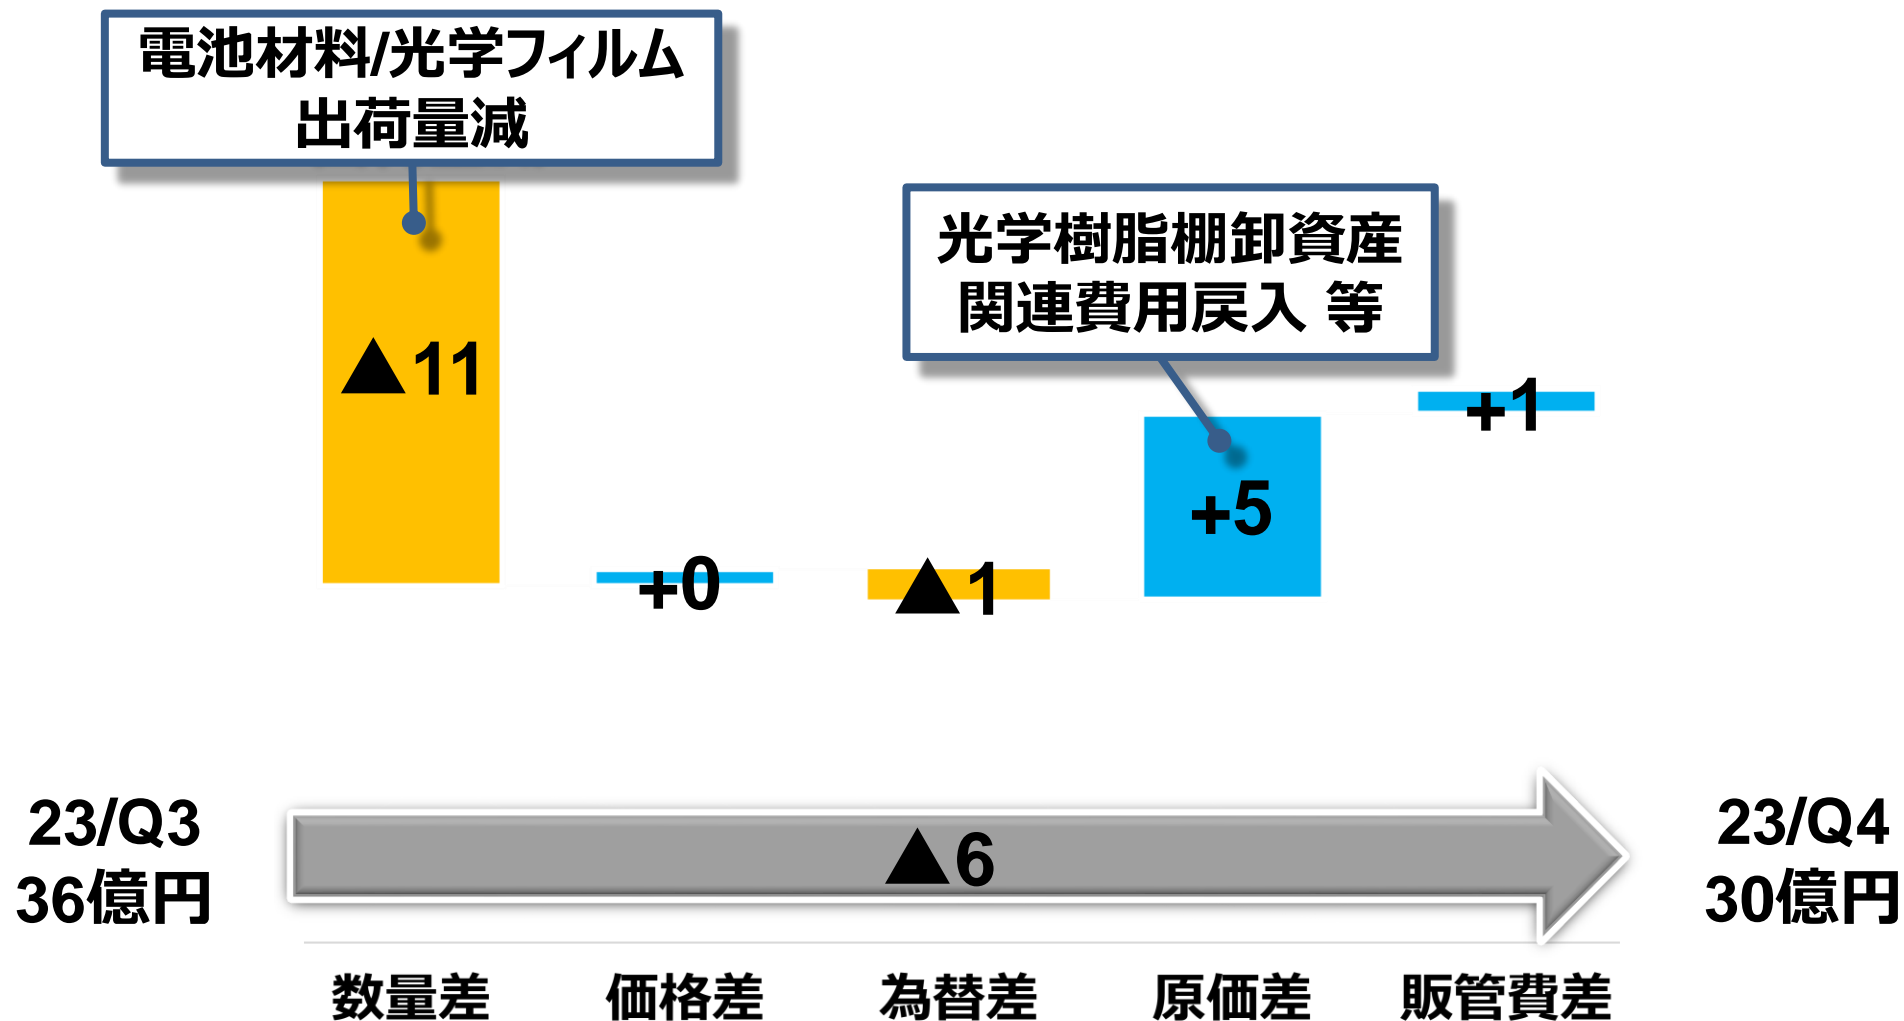 電池材料/光学フィルム
出荷量減
光学樹脂棚卸資産
関連費用戻入 等
▲11
+0
▲1
+5
+1
23/Q3
36億円
▲6
23/Q4
30億円
数量差
価格差
為替差
原価差
販管費差